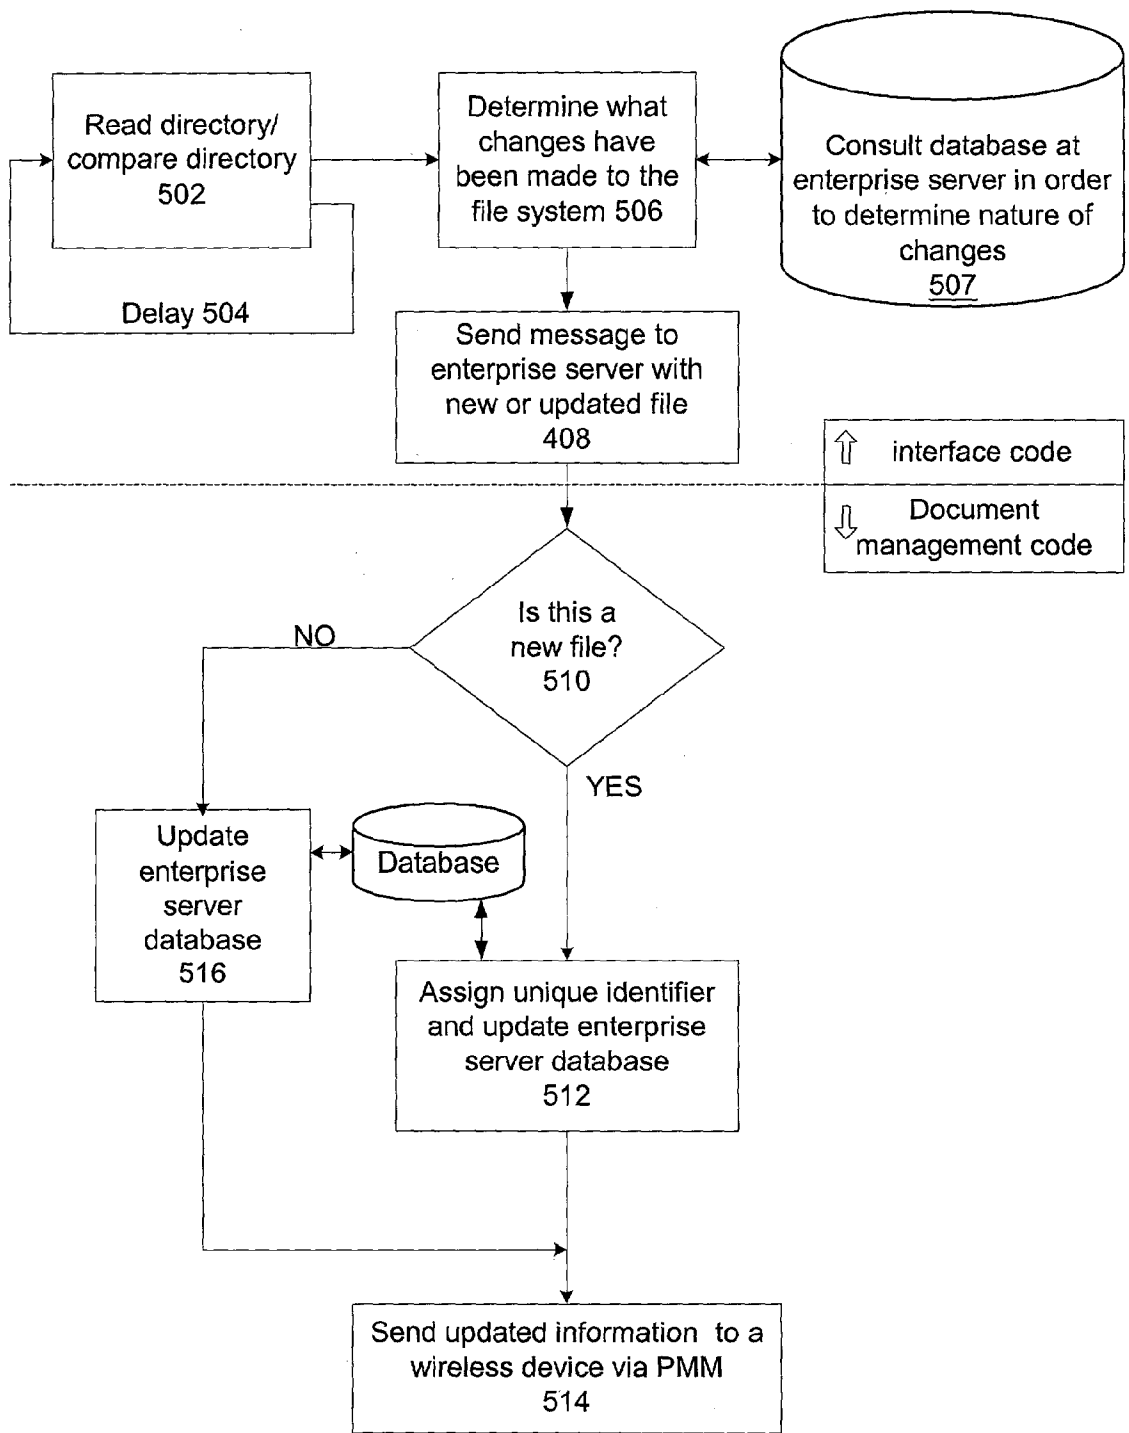 Read directory/
compare directory
502
Delay 504
Determine what
changes have
been made to the
file system 506
Consult database at
enterprise server in order
to determine nature of
changes
507
Send message to
enterprise server with
new or updated file
408
interface code
Document
management code
Is this a
new file?
510
NO
YES
Update
enterprise
server
database
516
Database
Assign unique identifier
and update enterprise
server database
512
Send updated information to a
wireless device via PMM
514